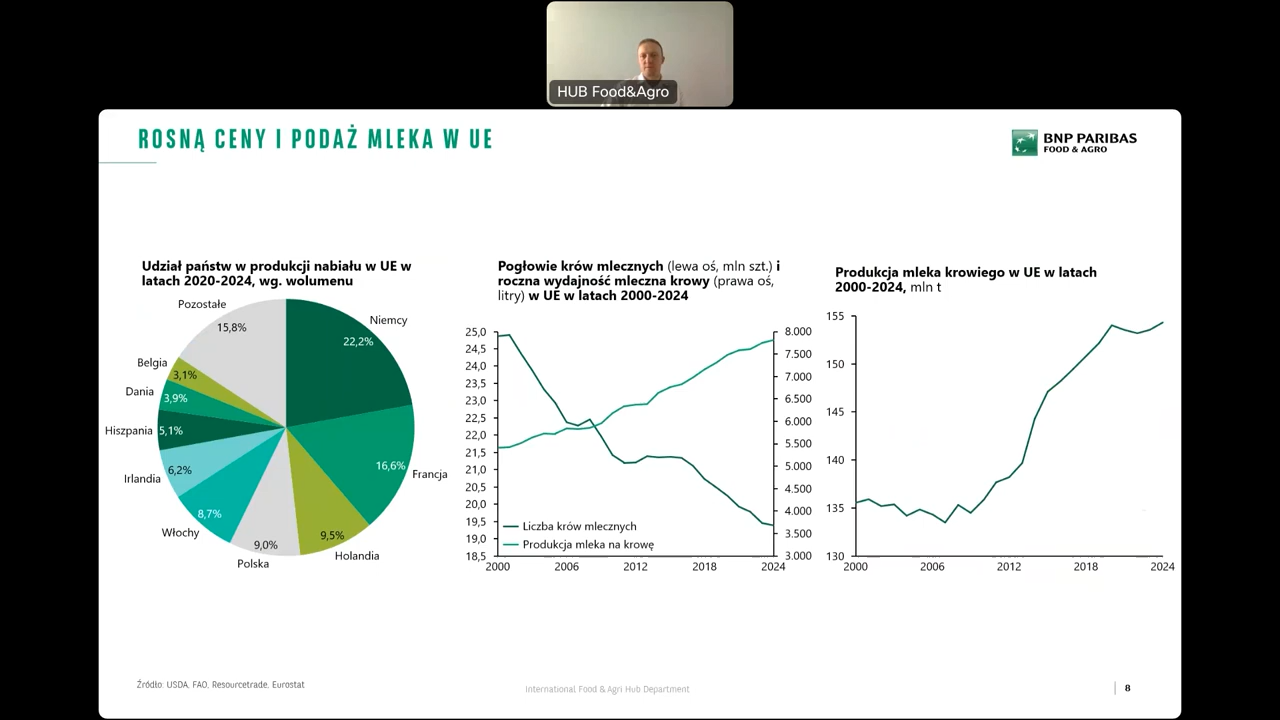 HUB Food&Agro
ROSNĄ CENY I PODAŻ MLEKA W UE
BNP PARIBAS
FOOD & AGRO
Udział państw w produkcji nabiału w UE w
latach 2020-2024, wg. wolumenu
Pozostałe
15,8%
Niemcy
22,2%
Belgia
3,1%
Dania
3,9%
Hiszpania
5,1%
Irlandia
6,2%
Włochy
8,7%
Polska
9,0%
Holandia
9,5%
Francja
16,6%
Pogłowie krów mlecznych (lewa oś, mln szt.) i
roczna wydajność mleczna krowy (prawa oś,
litry) w UE w latach 2000-2024
25,0
24,5
24,0
23,5
23,0
22,5
22,0
21,5
21,0
20,5
20,0
19,5
19,0
18,5
8.000
7.500
7.000
6.500
6.000
5.500
5.000
4.500
4.000
3.500
3.000
Liczba krów mlecznych
Produkcja mleka na krowę
2000 2006 2012 2018 2024
Produkcja mleka krowiego w UE w latach
2000-2024, mln t
155
150
145
140
135
130
2000 2006 2012 2018 2024
Źródło: USDA, FAO, Resourcetrade, Eurostat
International Food & Agri Hub Department
8